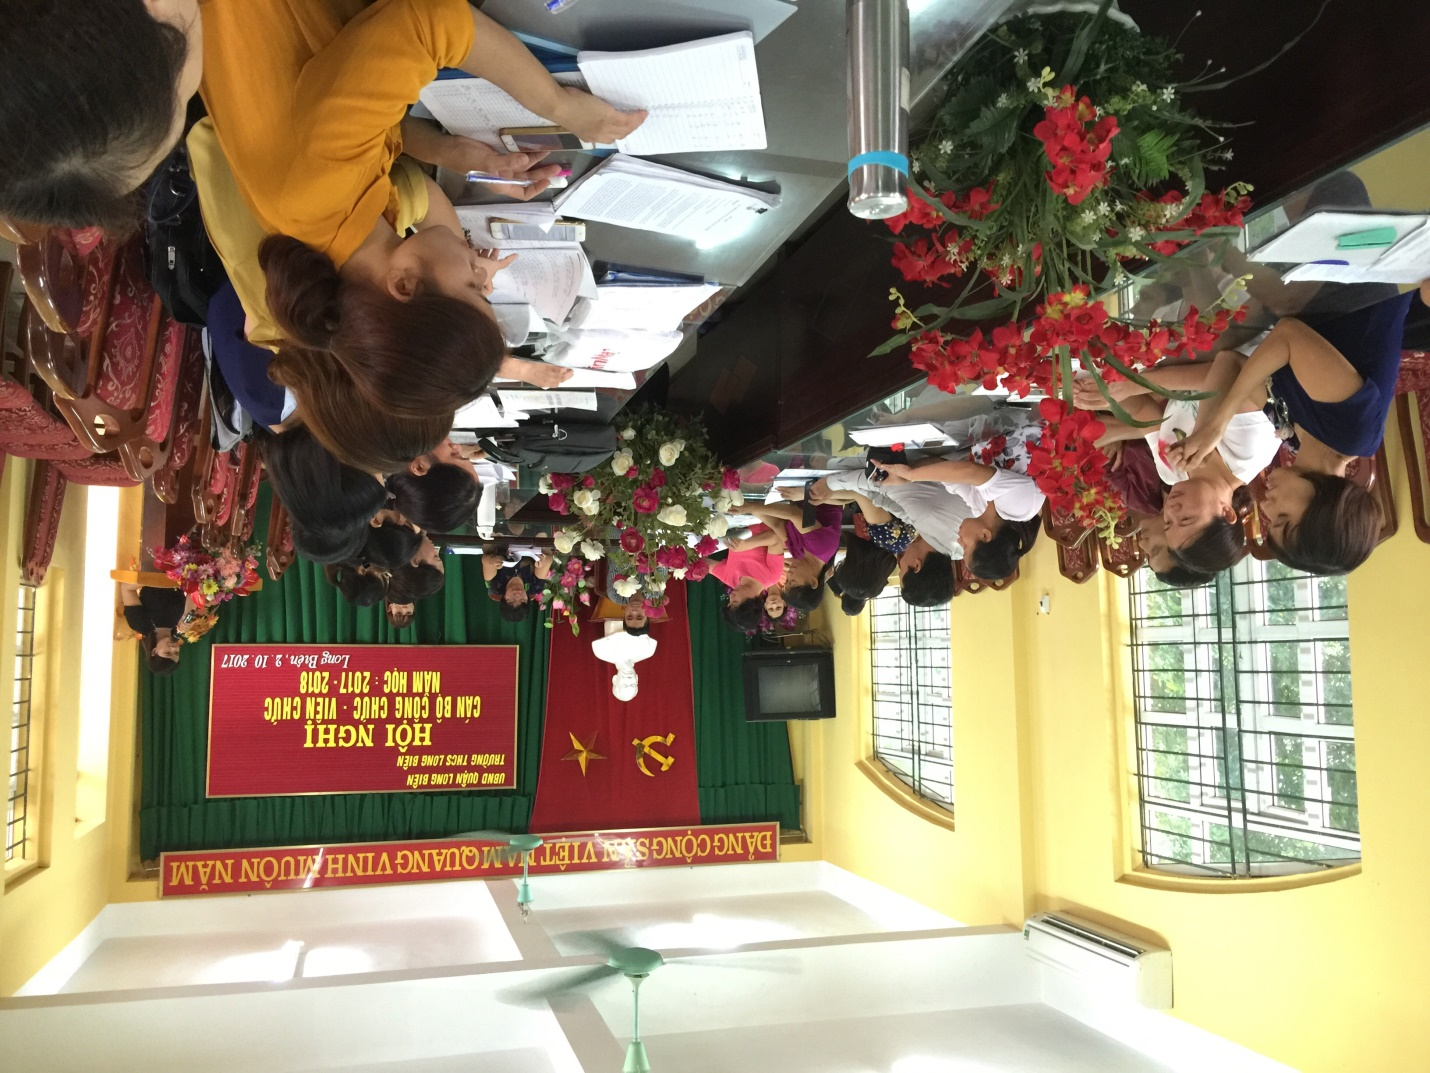 ĐẢNG CỘNG SẢN VIỆT NAM QUANG VINH MUÔN NĂM
UBND QUẬN LONG BIÊN
TRƯỜNG THCS LONG BIÊN
HỘI NGHỊ
CÁN BỘ CÔNG CHỨC - VIÊN CHỨC
NĂM HỌC : 2017 - 2018
Long Biên, 2. 10. 2017